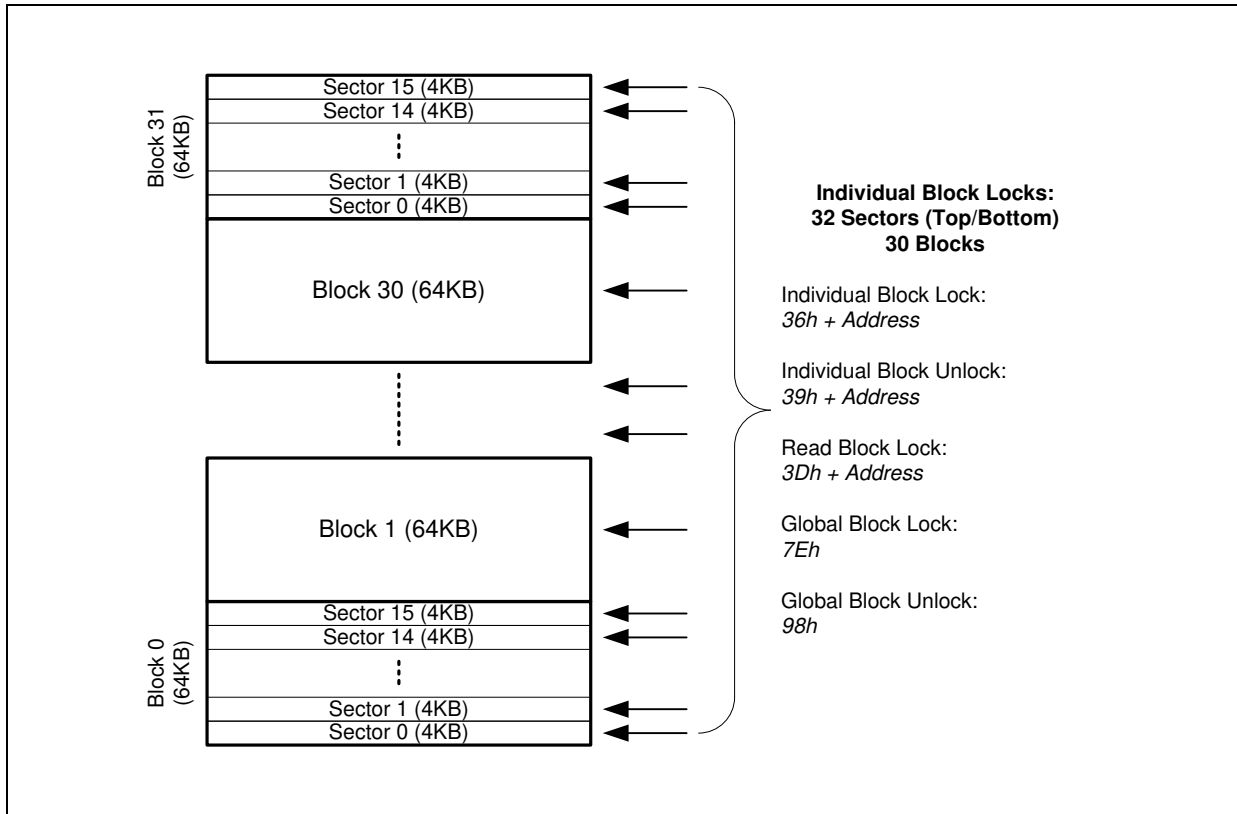 Block 31
(64KB)
Sector 15 (4KB)
Sector 14 (4KB)
Sector 1 (4KB)
Sector 0 (4KB)
Block 30 (64KB)
Block 1 (64KB)
Block 0
(64KB)
Sector 15 (4KB)
Sector 14 (4KB)
Sector 1 (4KB)
Sector 0 (4KB)
Individual Block Locks:
32 Sectors (Top/Bottom)
30 Blocks
Individual Block Lock:
36h + Address
Individual Block Unlock:
39h + Address
Read Block Lock:
3Dh + Address
Global Block Lock:
7Eh
Global Block Unlock:
98h